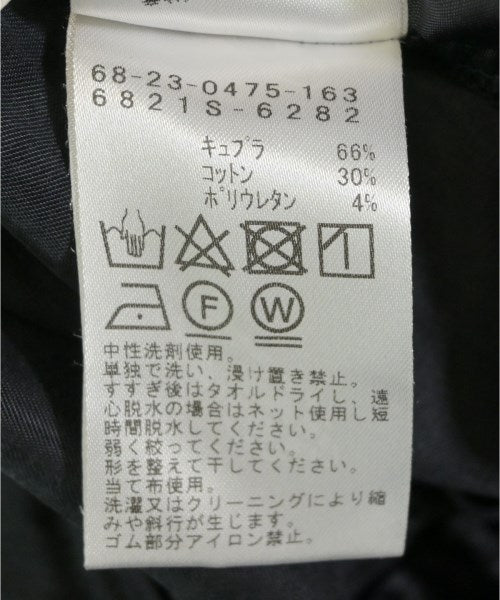 68-23-0475-163
6821S-6282
キュプラ 66%
コットン 30%
ポリウレタン 4%
F W
中性洗剤使用。
単独で洗い、浸け置き禁止。
すすぎ後はタオルドライし、遠
心脱水の場合はネット使用し短
時間脱水してください。
弱く絞ってください。
形を整えて干してください。
当て布使用。
洗濯又はクリーニングにより縮
みや斜行が生じます。
ゴム部分アイロン禁止。